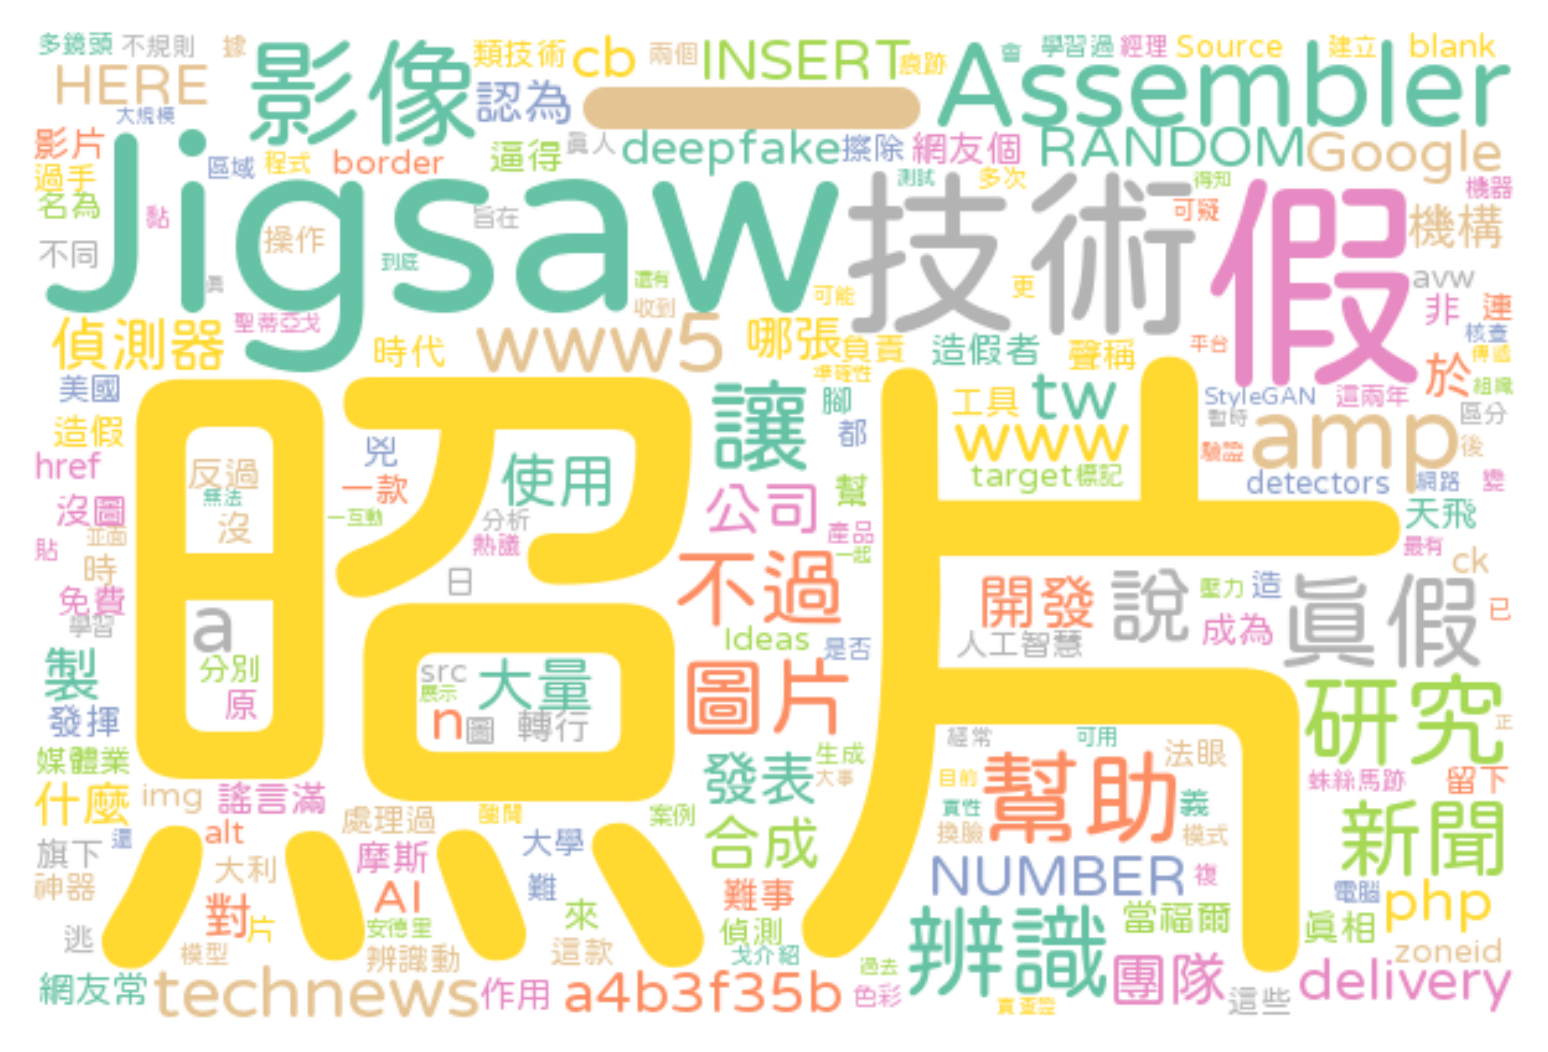 多鏡頭 不規則 據 影像 類技術 cb 兩個 INSERT 痕跡 Assembler 會 學習過 經理 Source 建立 blank
HERE 大規模 認為 一
影片 區域 程式 border 逼得 真人 deepfake 擦除 網友個 RANDOM Google
過手 名為 黏 Jigsaw 旨在 測試 技術 多次 得知 可疑 假 機器 機構
不同 操作 到底 還有 收到 可能 更 avw 非 連
偵測器 聖蒂亞戈 時代 www5 哪張 負責 造假者 聲稱 平台 核查 傳遞
美國 照片 讓 準確性 腳 工具 tw StyleGAN 這兩年 於 組織
造假 兇 都 www 暫時 amp 區分 後
href 反過 無法 一款 使用 target 標記 驗證 detectors 網路 變
沒圖 並面 沒 一互動 分析 公司 幫 天飛
貼 時 熱議 不過 產品 一起 最有 ck
免費 學習 a 日 開發 說 壓力 造 真假 已
製 分別 src 大量 Ideas 是否 人工智慧 成為
發揮 原 展示 n 圖 轉行 圖片 研究 正
媒體業 發表 生成 大事 經常 可用 法眼 蛛絲馬跡 留下
什麼 img 謠言滿 處理過 醜聞 案例 目前 實性 幫助 義 新聞
旗下 還 alt 摩斯 大學 合成 換臉 模式
神器 大利 AI 難 難事 NUMBER 複 電腦 php
逃 對 片 安德里 來 偵測 辨識 當福爾 真相
模型 辨識動 這款 戈介紹 過去 團隊 zoneid
網友常 technews 作用 a4b3f35b 色彩 這些 delivery